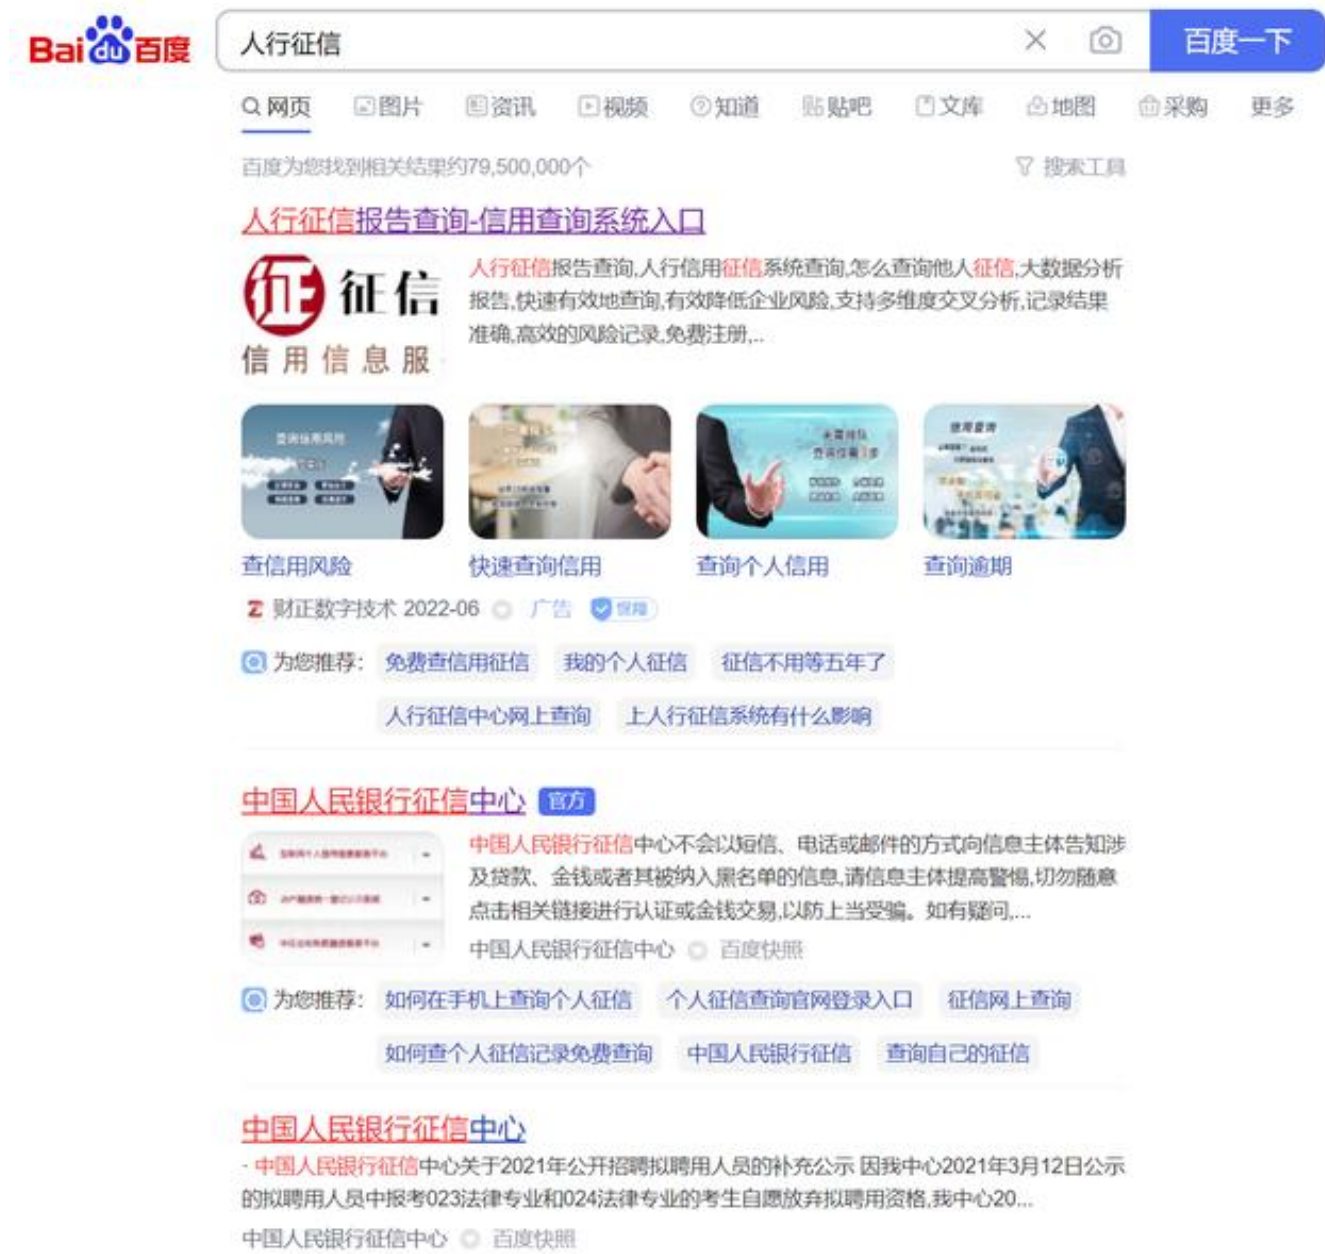 Bai du 百度
人行征信
百度一下
网页 图片 资讯 视频 知道 贴吧 文库 地图 采购 更多
百度为您找到相关结果约79,500,000个
搜索工具
人行征信报告查询-信用查询系统入口
征 征信
信用信息服
人行征信报告查询,人行信用征信系统查询,怎么查询他人征信,大数据分析
报告,快速有效地查询,有效降低企业风险,支持多维度交叉分析,记录结果
准确,高效的风险记录,免费注册,..
查询信用风险
信用查询
查信用风险 快速查询信用 查询个人信用 查询逾期
财正数字技术 2022-06 广告 保障
为您推荐: 免费查信用征信 我的个人征信 征信不用等五年了
人行征信中心网上查询 上人行征信系统有什么影响
中国人民银行征信中心 官方
中国人民银行征信中心不会以短信、电话或邮件的方式向信息主体告知涉
及贷款、金钱或者其被纳入黑名单的信息,请信息主体提高警惕,切勿随意
点击相关链接进行认证或金钱交易,以防上当受骗。如有疑问,...
中国人民银行征信中心 百度快照
为您推荐: 如何在手机上查询个人征信 个人征信查询官网登录入口 征信网上查询
如何查个人征信记录免费查询 中国人民银行征信 查询自己的征信
中国人民银行征信中心
· 中国人民银行征信中心关于2021年公开招聘拟聘用人员的补充公示 因我中心2021年3月12日公示
的拟聘用人员中报考023法律专业和024法律专业的考生自愿放弃拟聘用资格,我中心20...
中国人民银行征信中心 百度快照